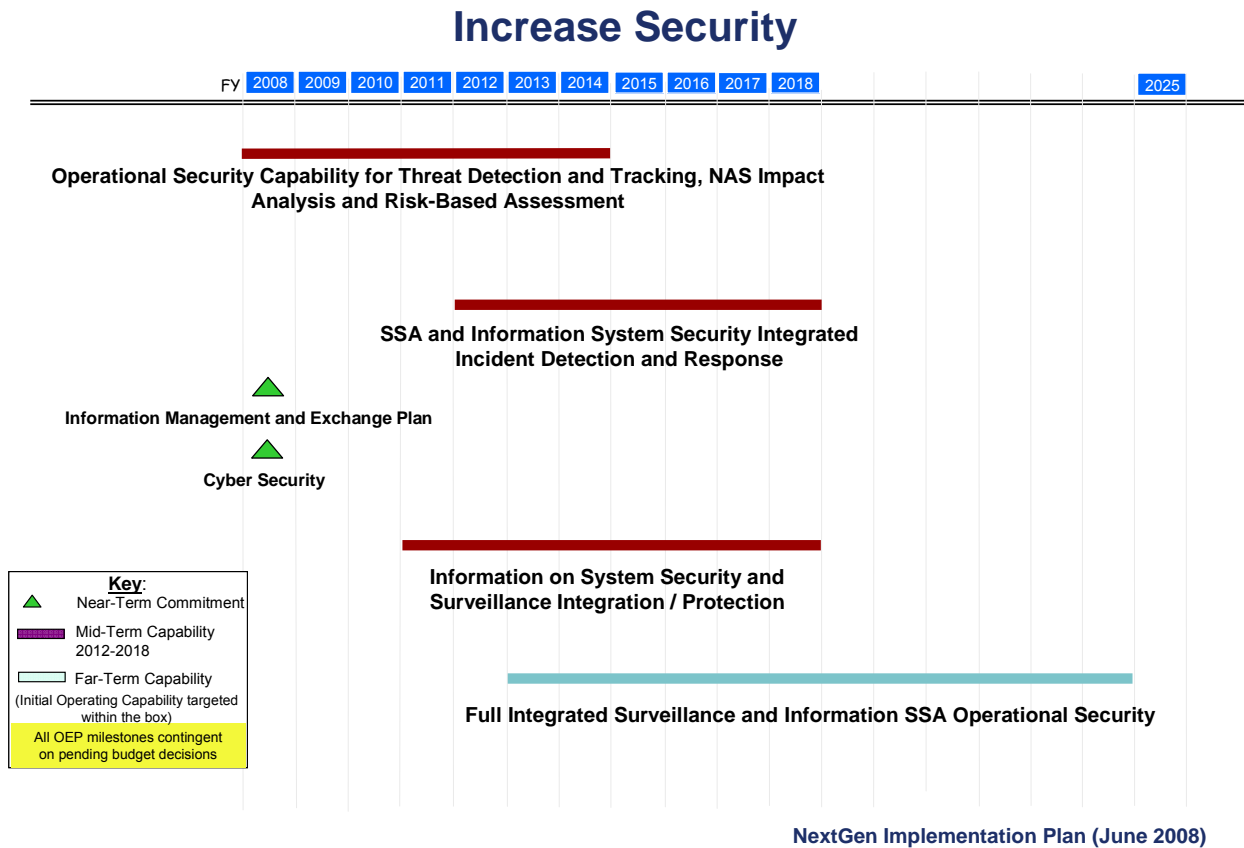 Increase Security
FY 2008 2009 2010 2011 2012 2013 2014 2015 2016 2017 2018 2025
Operational Security Capability for Threat Detection and Tracking, NAS Impact
Analysis and Risk-Based Assessment
SSA and Information System Security Integrated
Incident Detection and Response
Information Management and Exchange Plan
Cyber Security
Information on System Security and
Surveillance Integration / Protection
Full Integrated Surveillance and Information SSA Operational Security
Key:
Near-Term Commitment
Mid-Term Capability
2012-2018
Far-Term Capability
(Initial Operating Capability targeted
within the box)
All OEP milestones contingent
on pending budget decisions
NextGen Implementation Plan (June 2008)